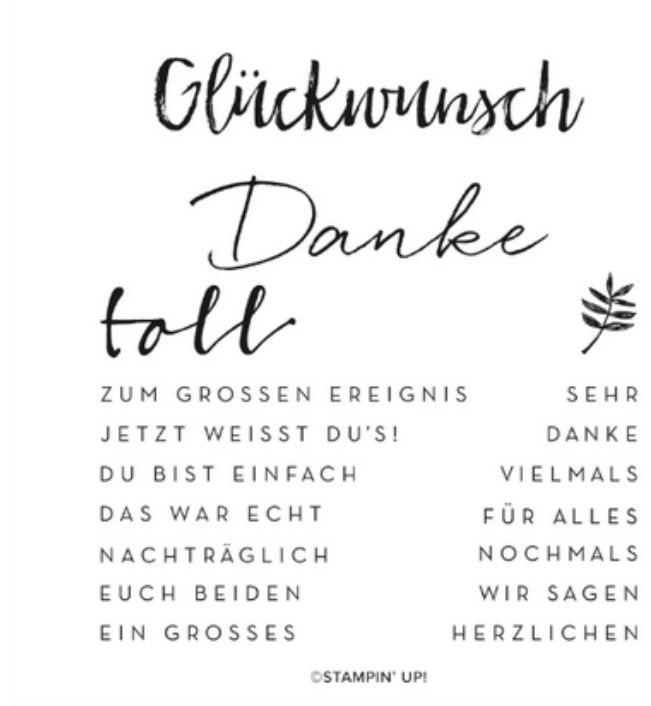 Glückwunsch
Danke
toll
ZUM GROSSEN EREIGNIS
JETZT WEISST DU'S!
DU BIST EINFACH
DAS WAR ECHT
NACHTRÄGLICH
EUCH BEIDEN
EIN GROSSES
SEHR
DANKE
VIELMALS
FÜR ALLES
NOCHMALS
WIR SAGEN
HERZLICHEN
©STAMPIN' UP!